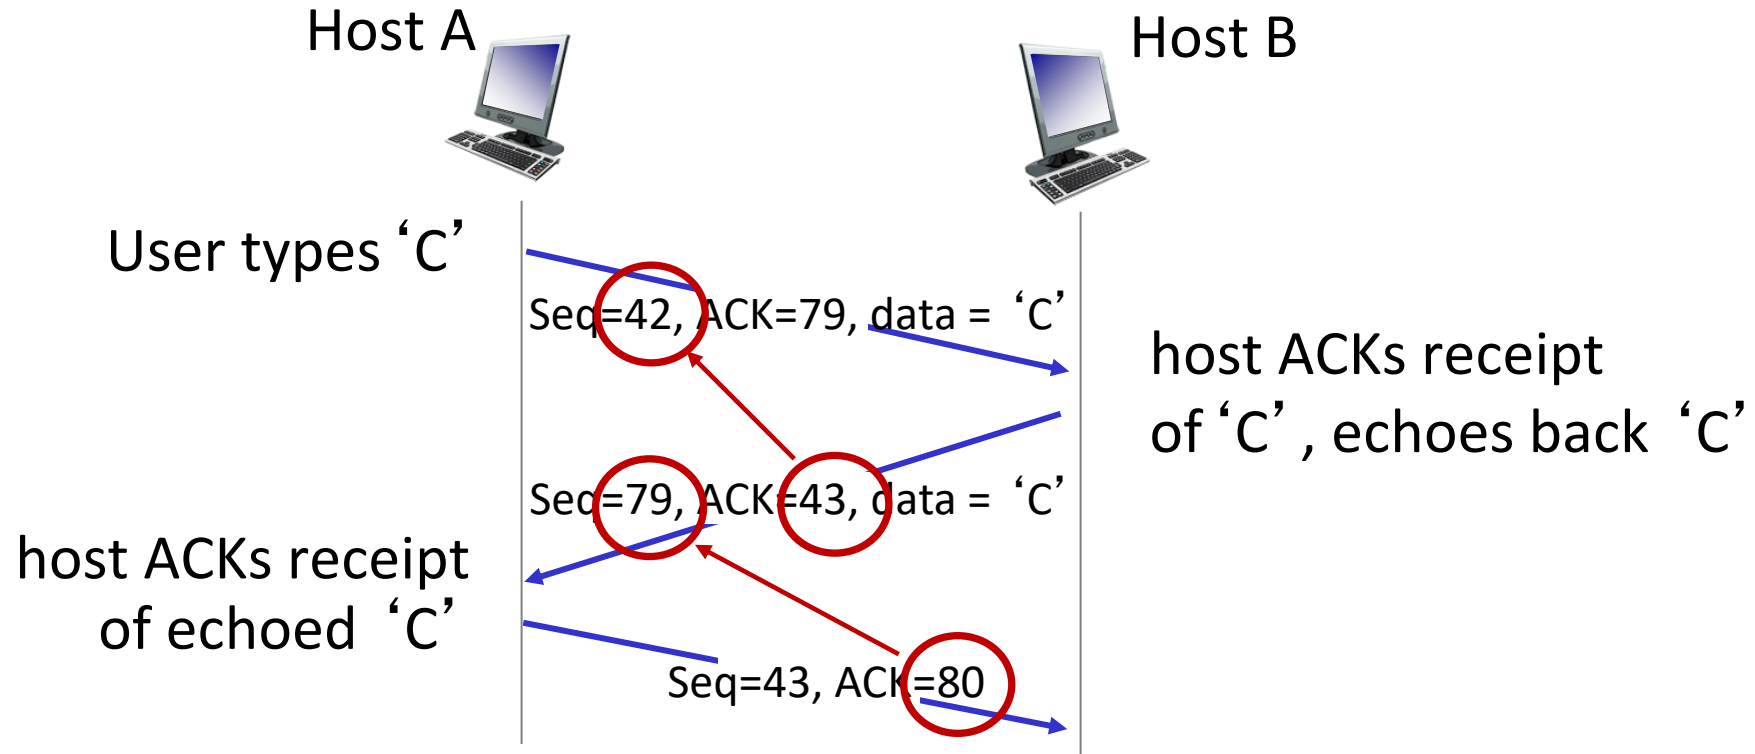 Host A
Host B
User types ‘C’
Seq=42, ACK=79, data = ‘C’
host ACKs receipt
of ‘C’, echoes back ‘C’
Seq=79, ACK=43, data = ‘C’
host ACKs receipt
of echoed ‘C’
Seq=43, ACK=80